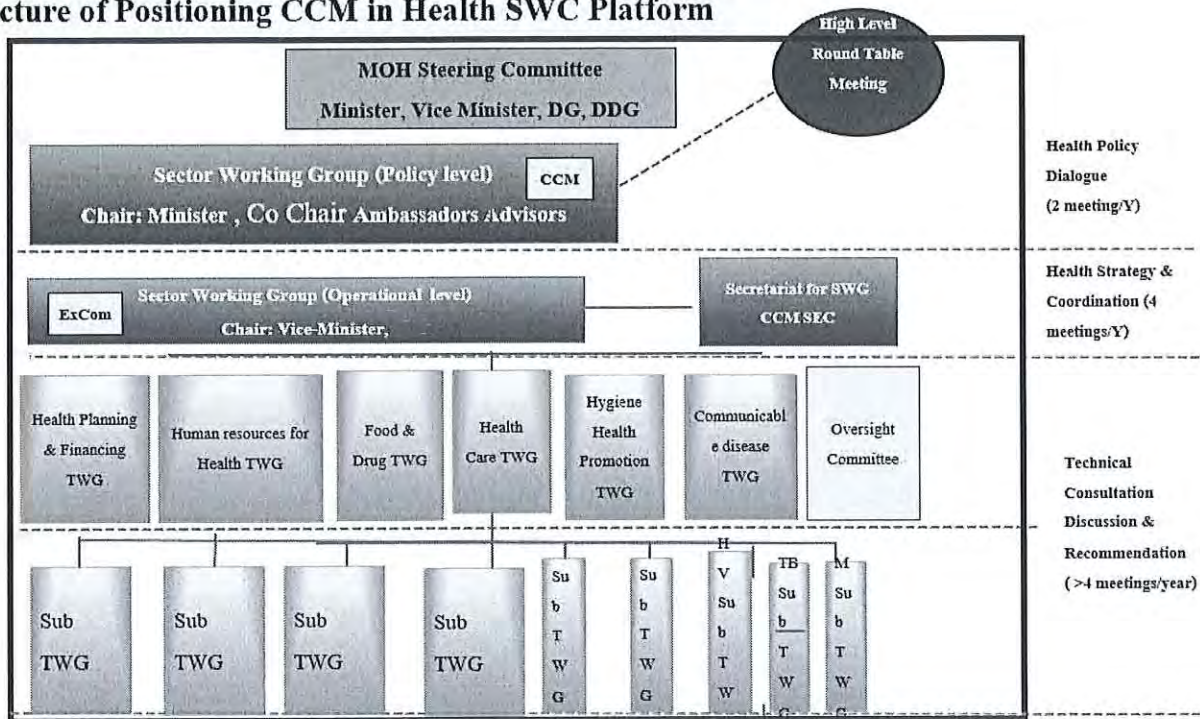 cture of Positioning CCM in Health SWC Platform
High Level
Round Table
Meeting
MOH Steering Committee
Minister, Vice Minister, DG, DDG
Sector Working Group (Policy level)
CCM
Chair: Minister , Co Chair Ambassadors Advisors
Health Policy
Dialogue
(2 meeting/Y)
Sector Working Group (Operational level)
ExCom
Chair: Vice-Minister,
Secretariat for SWG
CCM SEC
Health Strategy &
Coordination (4
meetings/Y)
Health Planning
& Financing
TWG
Human resources for
Health TWG
Food &
Drug TWG
Health
Care TWG
Hygiene
Health
Promotion
TWG
Communicabl
e disease
TWG
Oversight
Committee
Technical
Consultation
Discussion &
Recommendation
( >4 meetings/year)
Sub
TWG
Sub
TWG
Sub
TWG
Sub
TWG
Su
b
T
W
G
Su
b
T
W
G
H
V
Su
b
T
W
TB
Su
b
T
W
G
M
Su
b
T
W
G